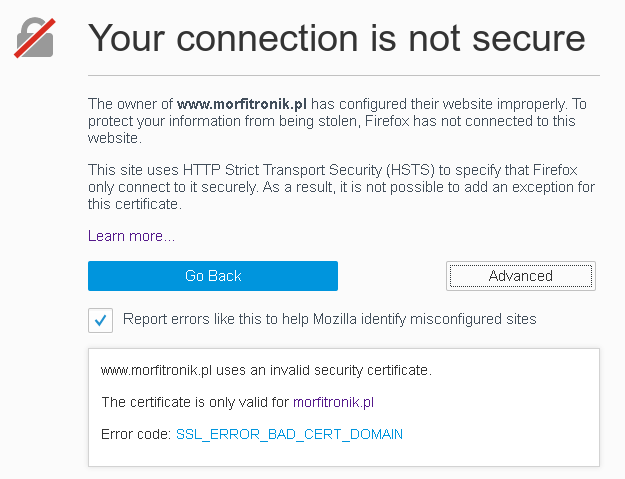 Your connection is not secure
The owner of www.morfitronik.pl has configured their website improperly. To
protect your information from being stolen, Firefox has not connected to this
website.
This site uses HTTP Strict Transport Security (HSTS) to specify that Firefox
only connect to it securely. As a result, it is not possible to add an exception for
this certificate.
Learn more...
Go Back
Advanced
Report errors like this to help Mozilla identify misconfigured sites
www.morfitronik.pl uses an invalid security certificate.
The certificate is only valid for morfitronik.pl
Error code: SSL_ERROR_BAD_CERT_DOMAIN